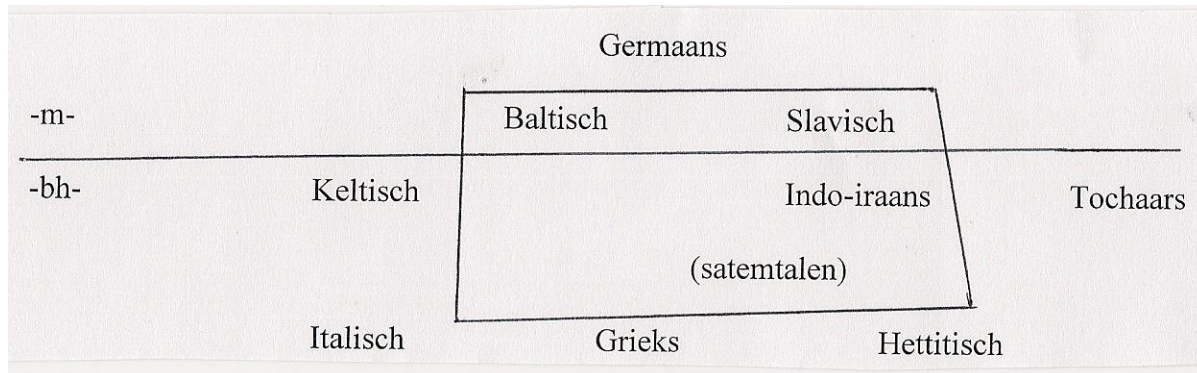 Germaans
-m- Baltisch Slavisch
-bh- Keltisch Indo-iraans Tochaars
(satemtalen)
Italisch Grieks Hettitisch